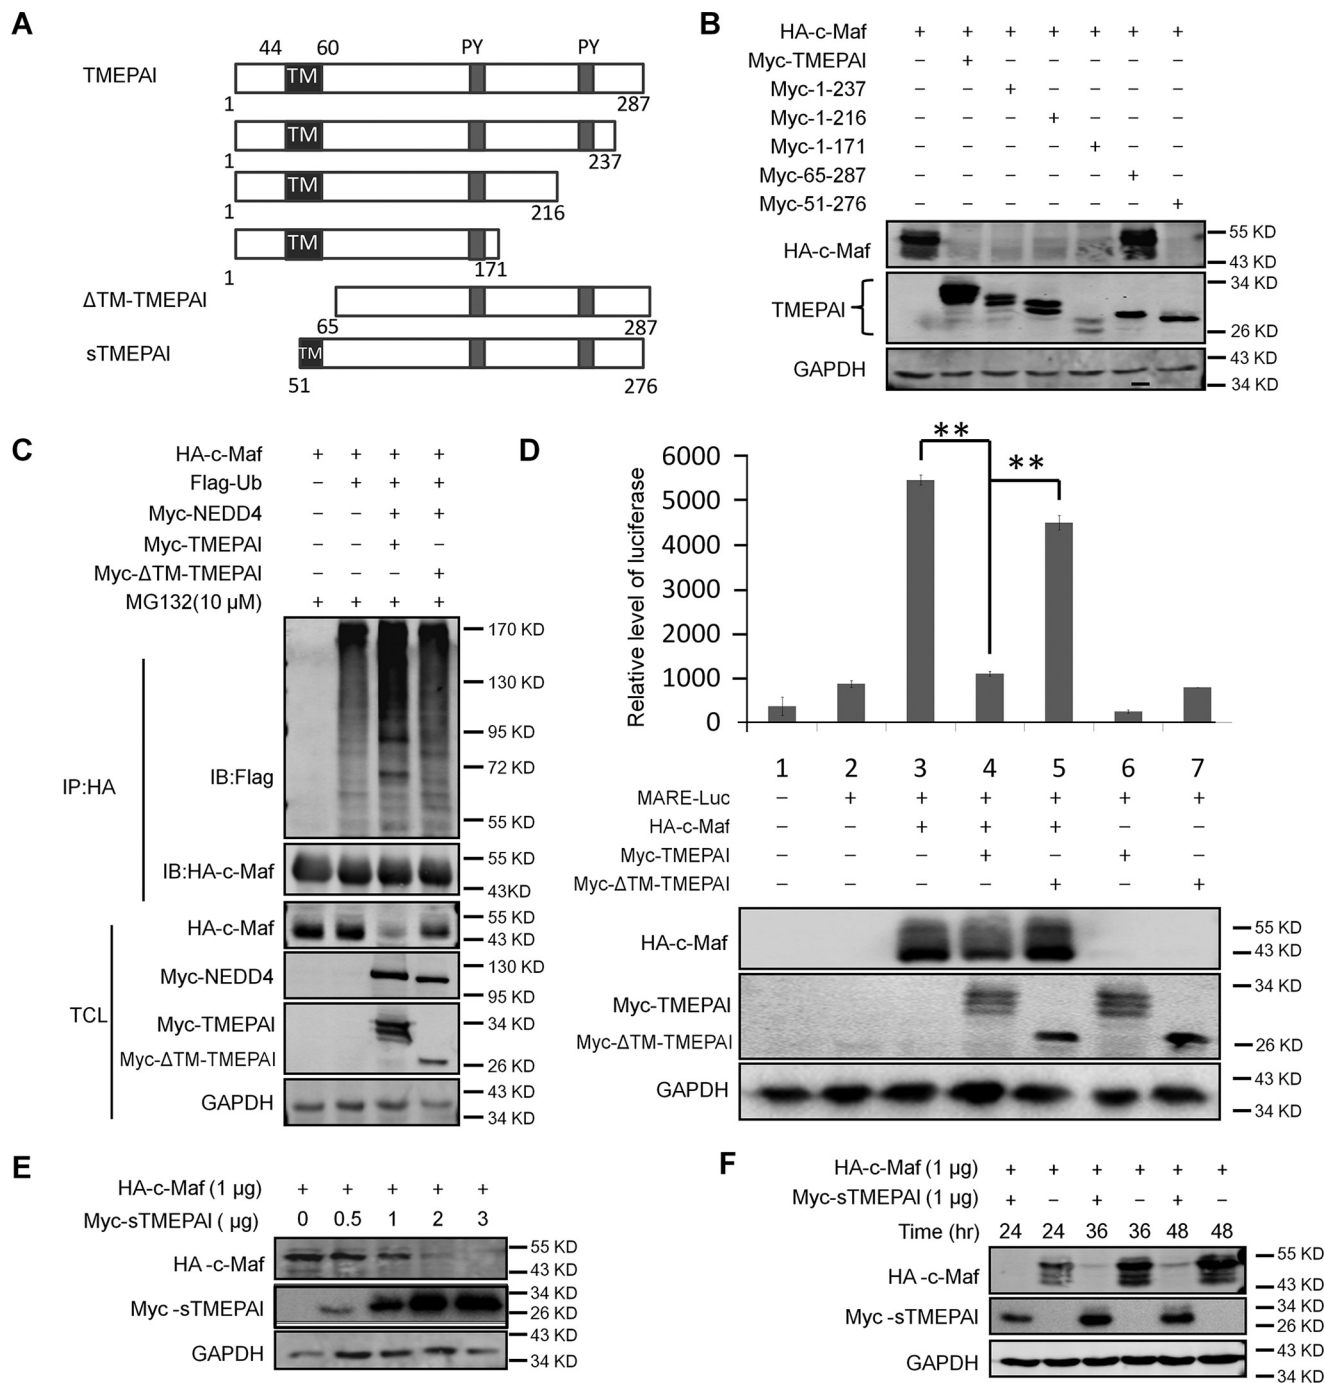 A
44 60 PY PY
TMEPAI TM
1 287
TM
1 237
TM
1 216
TM
1 171
ΔTM-TMEPAI
65 287
sTMEPAI TM
51 276
B
HA-c-Maf + + + + + + +
Myc-TMEPAI – + – – – – –
Myc-1-237 – – + – – – –
Myc-1-216 – – – + – – –
Myc-1-171 – – – – + – –
Myc-65-287 – – – – – + –
Myc-51-276 – – – – – – +
HA-c-Maf 55 KD
43 KD
TMEPAI 34 KD
26 KD
GAPDH 43 KD
34 KD
C
HA-c-Maf + + + +
Flag-Ub – + + +
Myc-NEDD4 – – + +
Myc-TMEPAI – – + –
Myc-ΔTM-TMEPAI – – – +
MG132(10 µM) + + + +
IP:HA
IB:Flag
170 KD
130 KD
95 KD
72 KD
55 KD
IB:HA-c-Maf 55 KD
43KD
TCL
HA-c-Maf 55 KD
43 KD
Myc-NEDD4 130 KD
95 KD
Myc-TMEPAI 34 KD
Myc-ΔTM-TMEPAI 26 KD
GAPDH 43 KD
34 KD
D
Relative level of luciferase
6000
5000
4000
3000
2000
1000
0
** **
1 2 3 4 5 6 7
MARE-Luc – + + + + + +
HA-c-Maf – – + + + – –
Myc-TMEPAI – – – + – + –
Myc-ΔTM-TMEPAI – – – – + – +
HA-c-Maf 55 KD
43 KD
Myc-TMEPAI 34 KD
Myc-ΔTM-TMEPAI 26 KD
GAPDH 43 KD
34 KD
E
HA-c-Maf (1 µg) + + + + +
Myc-sTMEPAI ( µg) 0 0.5 1 2 3
HA -c-Maf 55 KD
43 KD
Myc -sTMEPAI 34 KD
26 KD
GAPDH 43 KD
34 KD
F
HA-c-Maf (1 µg) + + + + + +
Myc-sTMEPAI (1 µg) + – + – + –
Time (hr) 24 24 36 36 48 48
HA -c-Maf 55 KD
43 KD
Myc -sTMEPAI 34 KD
26 KD
GAPDH 43 KD
34 KD